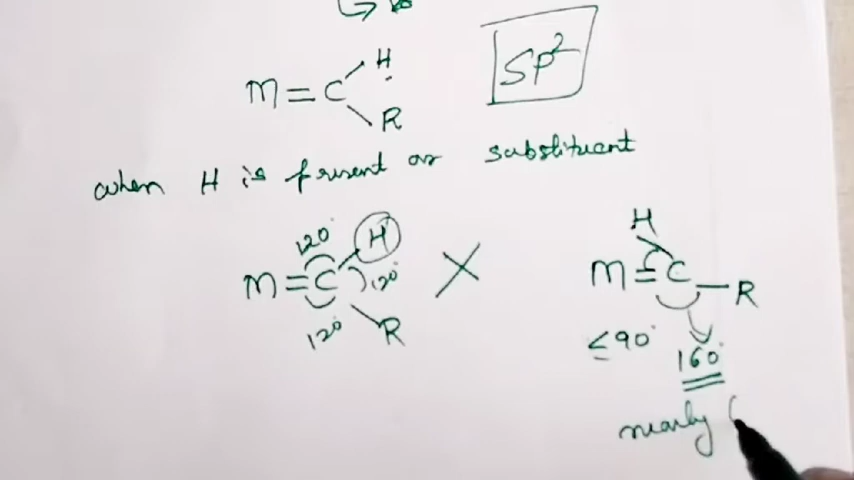 M=C
H
R
SP²
when H is present as substituent
M=C
120°
H
120°
120°
R
H
M=C—R
≤90°
160°
nearly